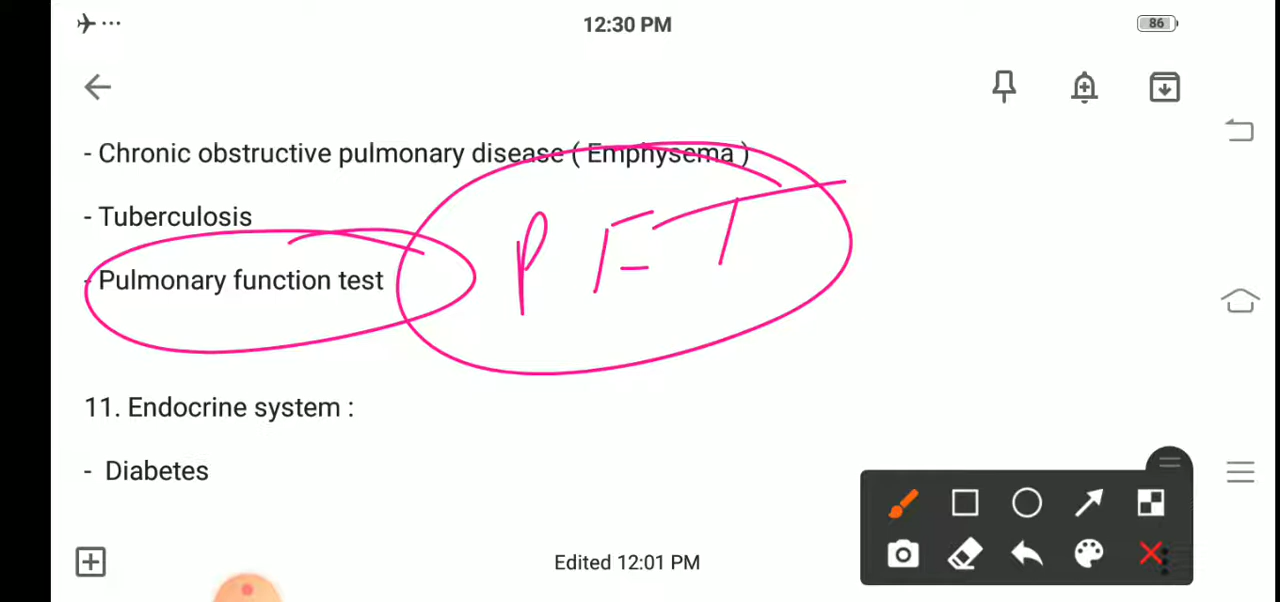 12:30 PM
86
- Chronic obstructive pulmonary disease ( Emphysema )
- Tuberculosis
PFT
- Pulmonary function test
11. Endocrine system :
- Diabetes
Edited 12:01 PM